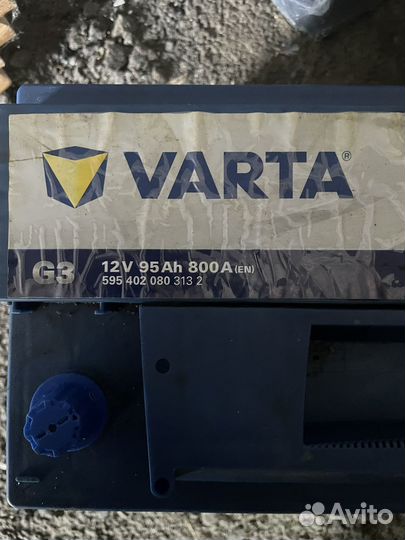 VARTA®
G3 12V 95Ah 800A(EN)
595 402 080 313 2
Avito